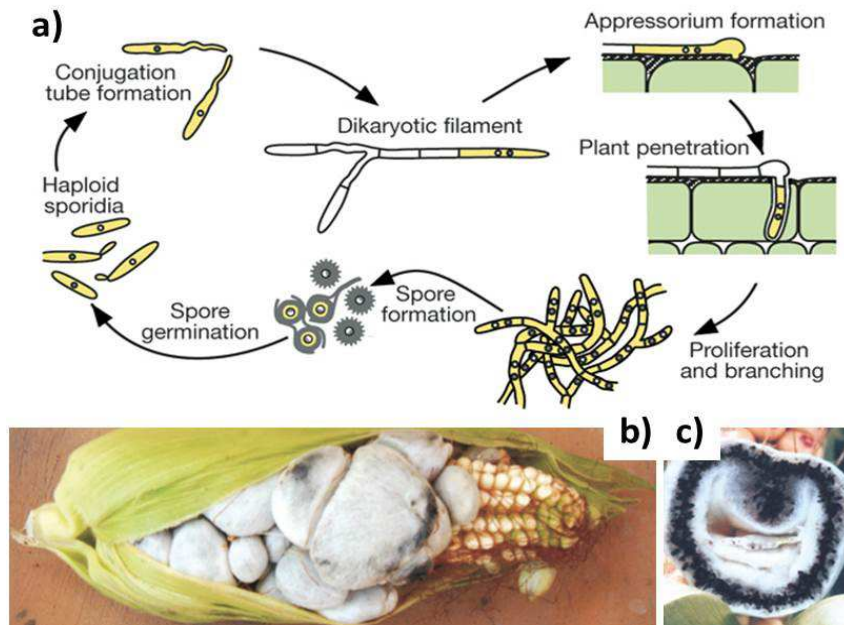 a)
Conjugation
tube formation
Dikaryotic filament
Appressorium formation
Plant penetration
Haploid
sporidia
Spore
germination
Spore
formation
Proliferation
and branching
b)
c)